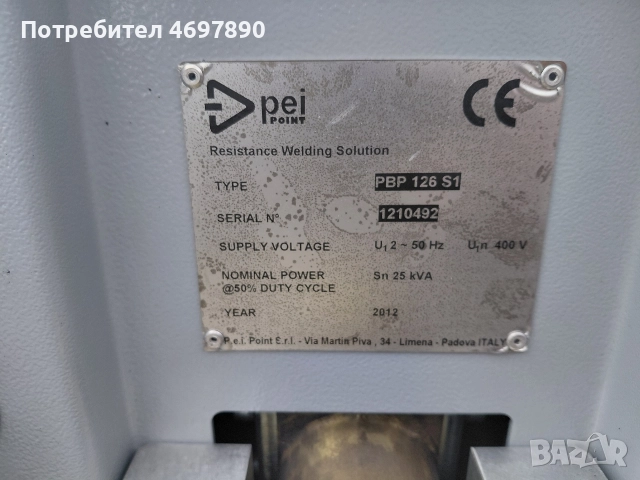 Потребител 4697890
pei
POINT
CE
Resistance Welding Solution
TYPE PBP 126 S1
SERIAL N° 1210492
SUPPLY VOLTAGE U₁ 2 ~ 50 Hz U₁n 400 V
NOMINAL POWER Sn 25 kVA
@50% DUTY CYCLE
YEAR 2012
P.e.i. Point S.r.l. - Via Martin Piva , 34 - Limena - Padova ITALY
BAZAR